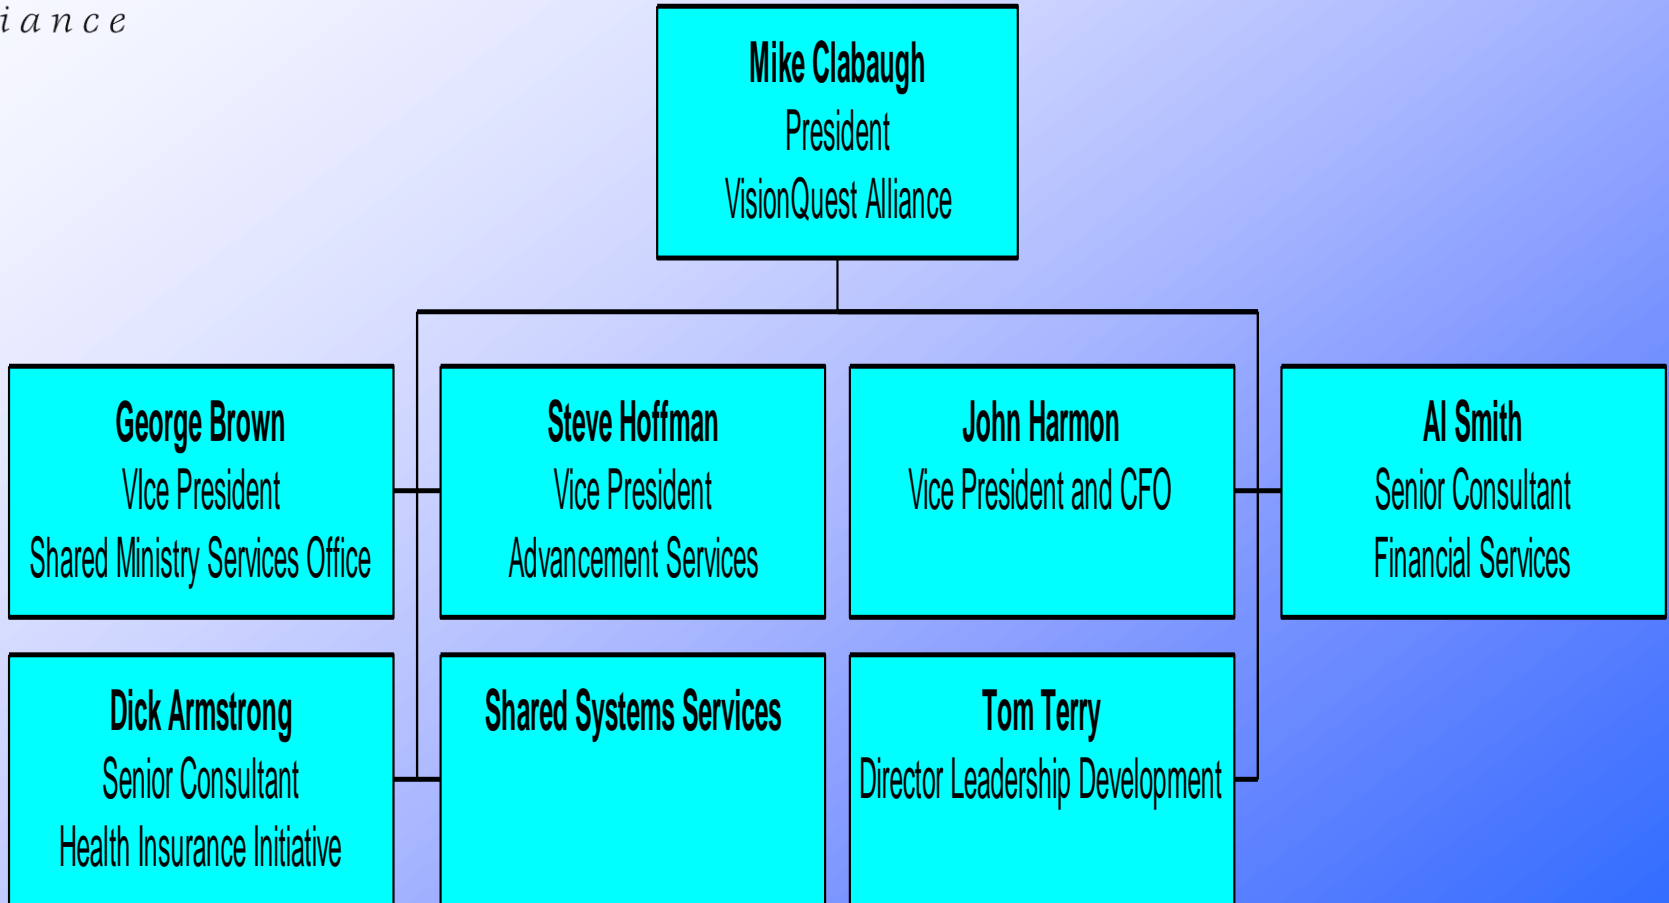 iance
Mike Clabaugh
President
VisionQuest Alliance
George Brown
VIce President
Shared Ministry Services Office
Steve Hoffman
Vice President
Advancement Services
John Harmon
Vice President and CFO
Al Smith
Senior Consultant
Financial Services
Dick Armstrong
Senior Consultant
Health Insurance Initiative
Shared Systems Services
Tom Terry
Director Leadership Development